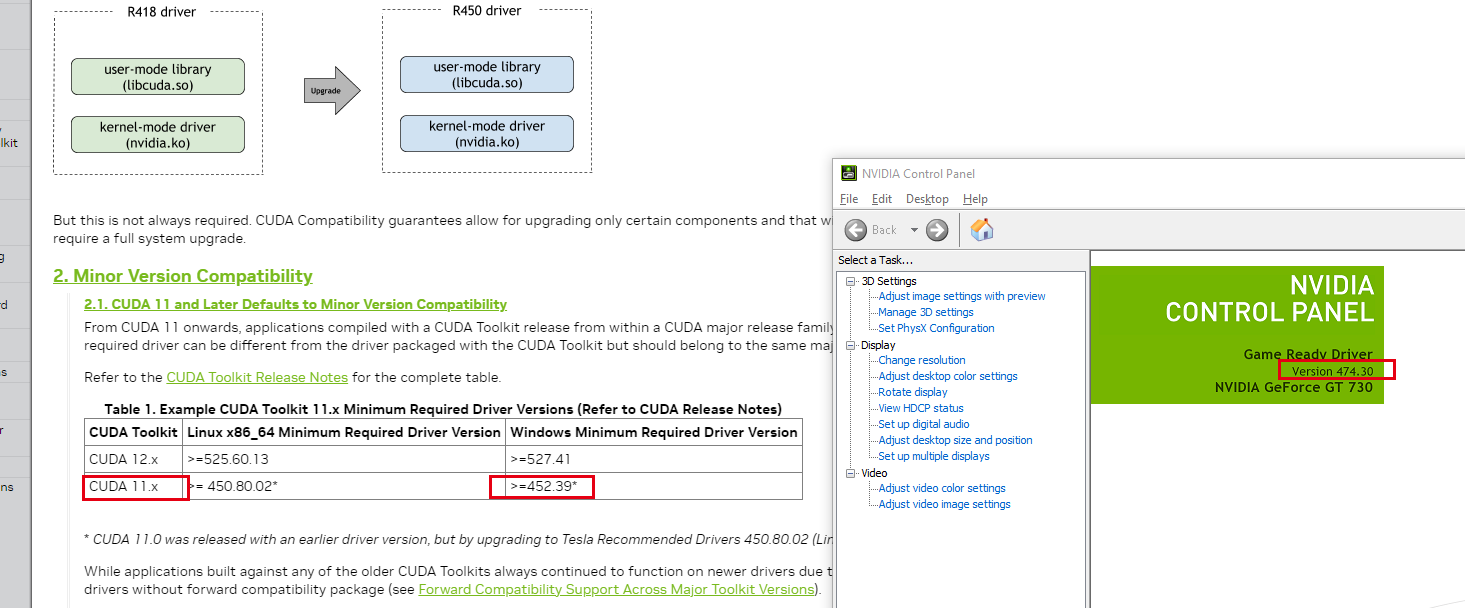 R418 driver
R450 driver
user-mode library
(libcuda.so)
kernel-mode driver
(nvidia.ko)
Upgrade
user-mode library
(libcuda.so)
kernel-mode driver
(nvidia.ko)
lkit
g
rd
s
r
ns
But this is not always required. CUDA Compatibility guarantees allow for upgrading only certain components and that w
require a full system upgrade.
2. Minor Version Compatibility
2.1. CUDA 11 and Later Defaults to Minor Version Compatibility
From CUDA 11 onwards, applications compiled with a CUDA Toolkit release from within a CUDA major release family
required driver can be different from the driver packaged with the CUDA Toolkit but should belong to the same maj
Refer to the CUDA Toolkit Release Notes for the complete table.
Table 1. Example CUDA Toolkit 11.x Minimum Required Driver Versions (Refer to CUDA Release Notes)
CUDA Toolkit Linux x86_64 Minimum Required Driver Version Windows Minimum Required Driver Version
CUDA 12.x >=525.60.13 >=527.41
CUDA 11.x >= 450.80.02* >=452.39*
* CUDA 11.0 was released with an earlier driver version, but by upgrading to Tesla Recommended Drivers 450.80.02 (Lin
While applications built against any of the older CUDA Toolkits always continued to function on newer drivers due t
drivers without forward compatibility package (see Forward Compatibility Support Across Major Toolkit Versions).
NVIDIA Control Panel
File Edit Desktop Help
Back
Select a Task...
3D Settings
Adjust image settings with preview
Manage 3D settings
Set PhysX Configuration
Display
Change resolution
Adjust desktop color settings
Rotate display
View HDCP status
Set up digital audio
Adjust desktop size and position
Set up multiple displays
Video
Adjust video color settings
Adjust video image settings
NVIDIA
CONTROL PANEL
Game Ready Driver
Version 474.30
NVIDIA GeForce GT 730